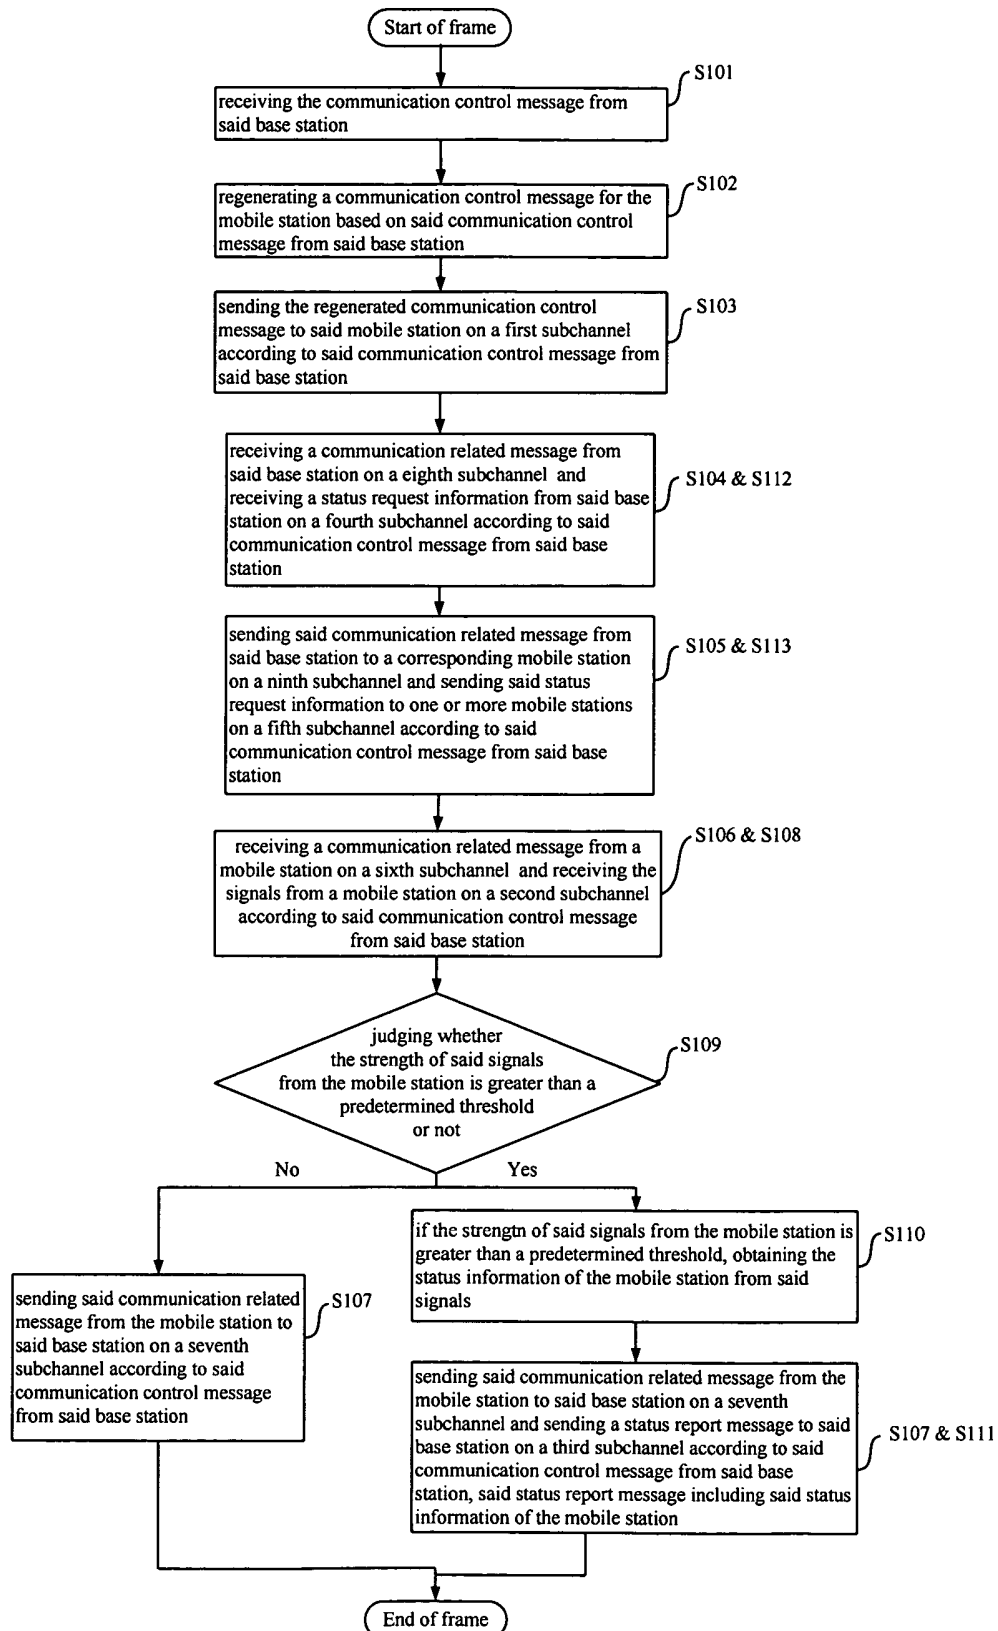 Start of frame
S101
receiving the communication control message from
said base station
S102
regenerating a communication control message for the
mobile station based on said communication control
message from said base station
S103
sending the regenerated communication control
message to said mobile station on a first subchannel
according to said communication control message from
said base station
S104 & S112
receiving a communication related message from
said base station on a eighth subchannel and
receiving a status request information from said base
station on a fourth subchannel according to said
communication control message from said base
station
S105 & S113
sending said communication related message from
said base station to a corresponding mobile station
on a ninth subchannel and sending said status
request information to one or more mobile stations
on a fifth subchannel according to said
communication control message from said base
station
S106 & S108
receiving a communication related message from a
mobile station on a sixth subchannel and receiving the
signals from a mobile station on a second subchannel
according to said communication control message
from said base station
S109
judging whether
the strength of said signals
from the mobile station is greater than a
predetermined threshold
or not
No
Yes
S110
if the strength of said signals from the mobile station is
greater than a predetermined threshold, obtaining the
status information of the mobile station from said
signals
S107
sending said communication related
message from the mobile station to
said base station on a seventh
subchannel according to said
communication control message
from said base station
S107 & S111
sending said communication related message from the
mobile station to said base station on a seventh
subchannel and sending a status report message to said
base station on a third subchannel according to said
communication control message from said base
station, said status report message including said status
information of the mobile station
End of frame